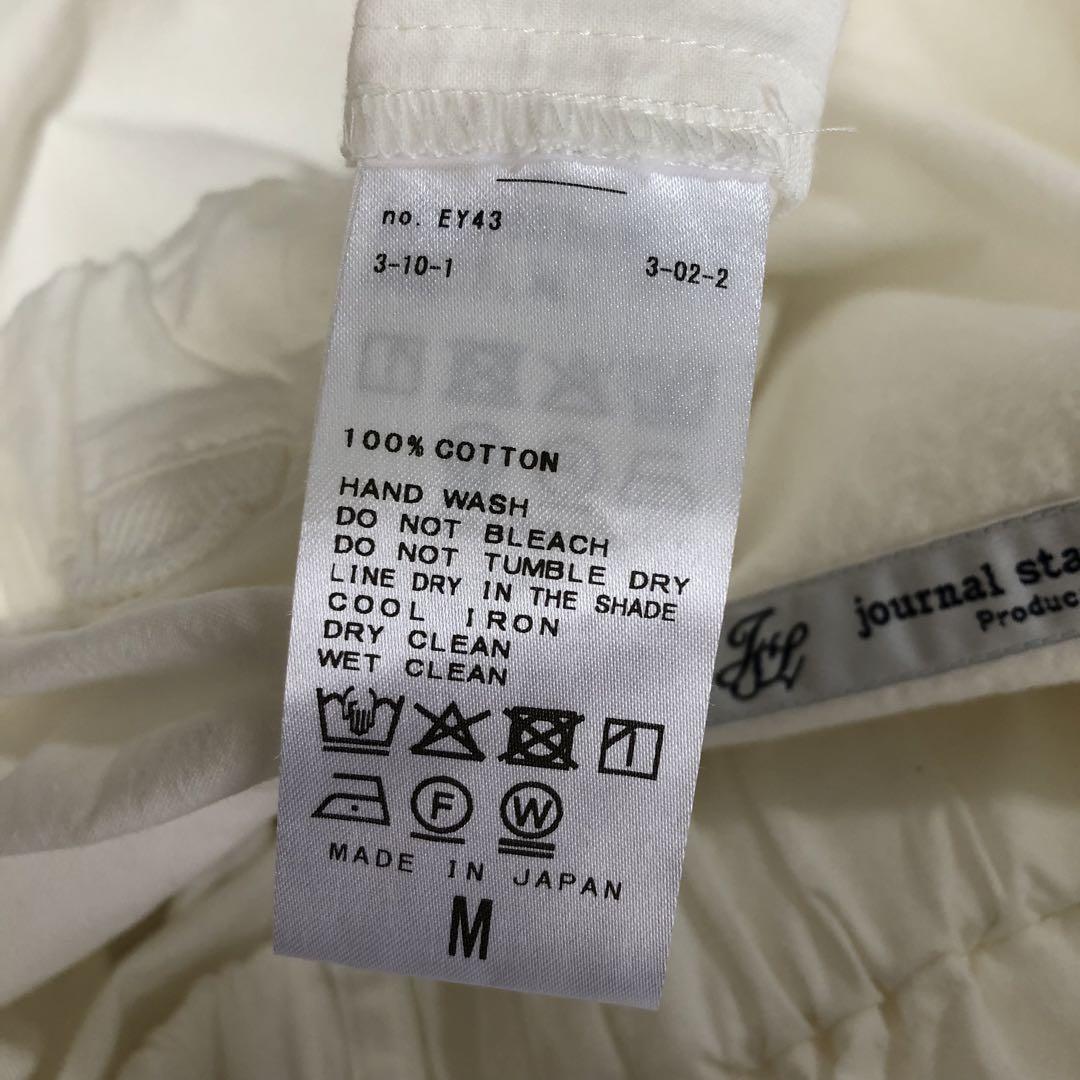 no. EY43
3-10-1 3-02-2
100% COTTON
HAND WASH
DO NOT BLEACH
DO NOT TUMBLE DRY
LINE DRY IN THE SHADE
COOL IRON
DRY CLEAN
WET CLEAN
F W
MADE IN JAPAN
M
journal sta
Produc